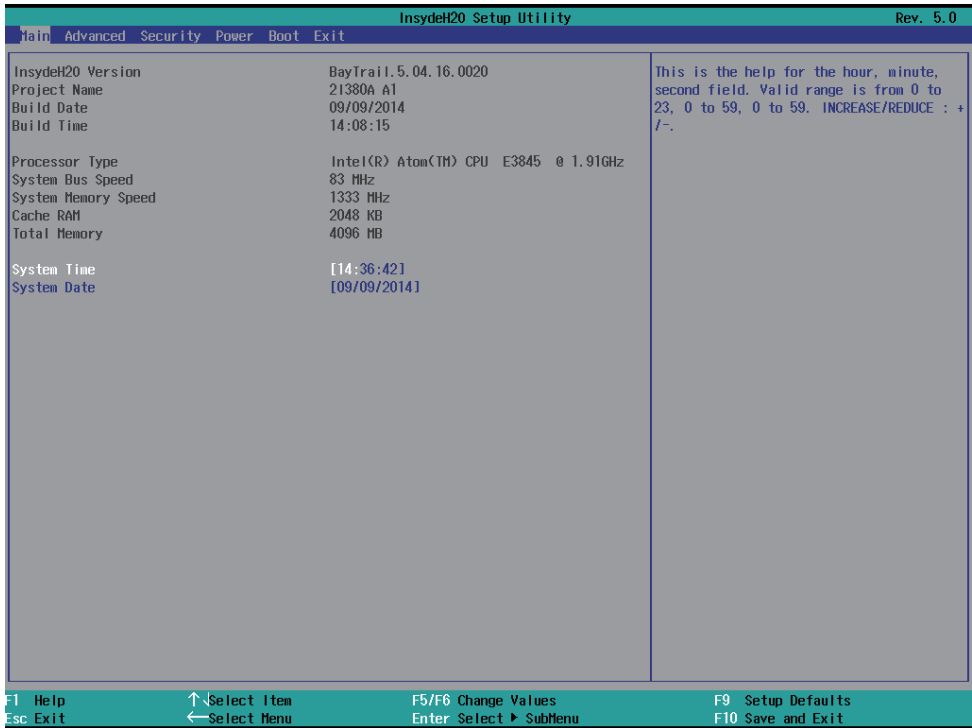 InsydeH20 Setup Utility Rev. 5.0
Main Advanced Security Power Boot Exit
InsydeH20 Version BayTrail.5.04.16.0020
Project Name 2I380A A1
Build Date 09/09/2014
Build Time 14:08:15
Processor Type Intel(R) Atom(TM) CPU E3845 @ 1.91GHz
System Bus Speed 83 MHz
System Memory Speed 1333 MHz
Cache RAM 2048 KB
Total Memory 4096 MB
System Time [14:36:42]
System Date [09/09/2014]
This is the help for the hour, minute,
second field. Valid range is from 0 to
23, 0 to 59, 0 to 59. INCREASE/REDUCE : +
/-.
F1 Help ↑↓Select Item F5/F6 Change Values F9 Setup Defaults
Esc Exit ←Select Menu Enter Select ▶ SubMenu F10 Save and Exit